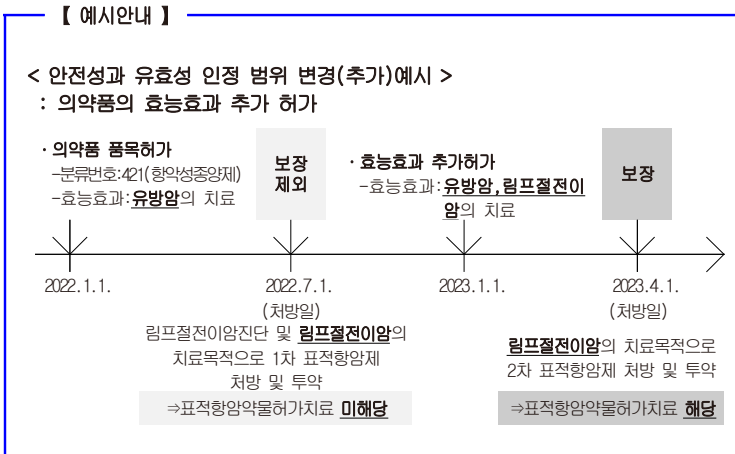 【 예시안내 】
< 안전성과 유효성 인정 범위 변경(추가)예시 >
: 의약품의 효능효과 추가 허가
· 의약품 품목허가
-분류번호:421(항악성종양제)
-효능효과:유방암의 치료
보장
제외
· 효능효과 추가허가
-효능효과:유방암,림프절전이
암의 치료
보장
2022.1.1.
2022.7.1.
(처방일)
2023.1.1.
2023.4.1.
(처방일)
림프절전이암진단 및 림프절전이암의
치료목적으로 1차 표적항암제
처방 및 투약
⇒표적항암약물허가치료 미해당
림프절전이암의 치료목적으로
2차 표적항암제 처방 및 투약
⇒표적항암약물허가치료 해당